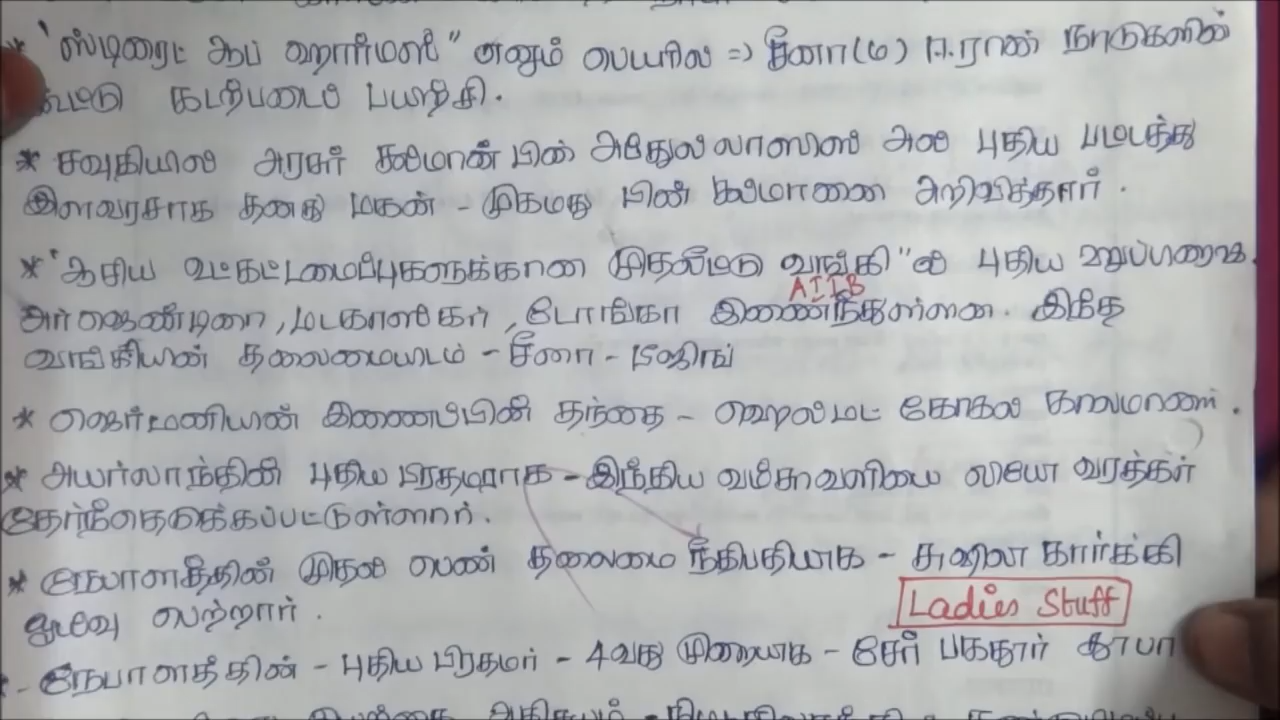 * 'ஸ்டிரைட் ஆப் ஹார்மஸ்" எனும் பெயரில் => சீனா(ம) ஈரான் நாடுகளின்
கூட்டு கடற்படைப் பயிற்சி.
* சவுதியில் அரசர் சல்மான் பின் அப்துல் லாஸிஸ் அல் புதிய பட்டத்து
இளவரசராக தனது மகன் - முகமது பின் சல்மானை அறிவித்தார்.
* 'ஆசிய உட்கட்டமைப்புகளுக்கான முதலீட்டு வங்கி"ல் புதிய உறுப்பினராக
AIIB
அர்ஜெண்டினா, மடகாஸ்கர், டோங்கா இணைந்துள்ளன. இந்த
வங்கியின் தலைமையிடம் - சீனா - பீஜிங்
* ஜெர்மனியின் இணைப்பின் தந்தை - ஹெல்மட் கோகல் காலமானார்.
* அயர்லாந்தின் புதிய பிரதமராக - இந்திய வம்சாவளியை லியோ வரத்கர்
தேர்ந்தெடுக்கப்பட்டுள்ளார்.
* நேபாளத்தின் முதல் பெண் தலைமை நீதிபதியாக - சுஷிலா கார்க்கி
ஓய்வு பெற்றார்.
Ladies Stuff
* - நேபாளத்தின் - புதிய பிரதமர் - 4வது முறையாக - சேர் பகதூர் தூபா